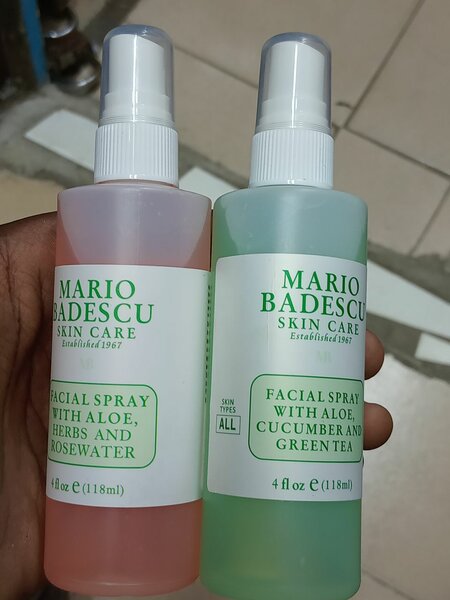 MARIO
BADESCU
SKIN CARE
Established 1967
FACIAL SPRAY
WITH ALOE,
HERBS AND
ROSEWATER
4 fl oz e (118ml)
MARIO
BADESCU
SKIN CARE
Established 1967
MB
SKIN
TYPES
ALL
FACIAL SPRAY
WITH ALOE,
CUCUMBER AND
GREEN TEA
4 fl oz e (118ml)